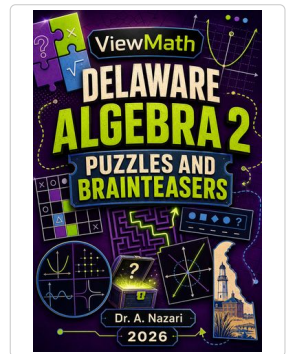 ViewMath
DELAWARE
ALGEBRA 2
PUZZLES AND
BRAINTEASERS
Dr. A. Nazari
2026